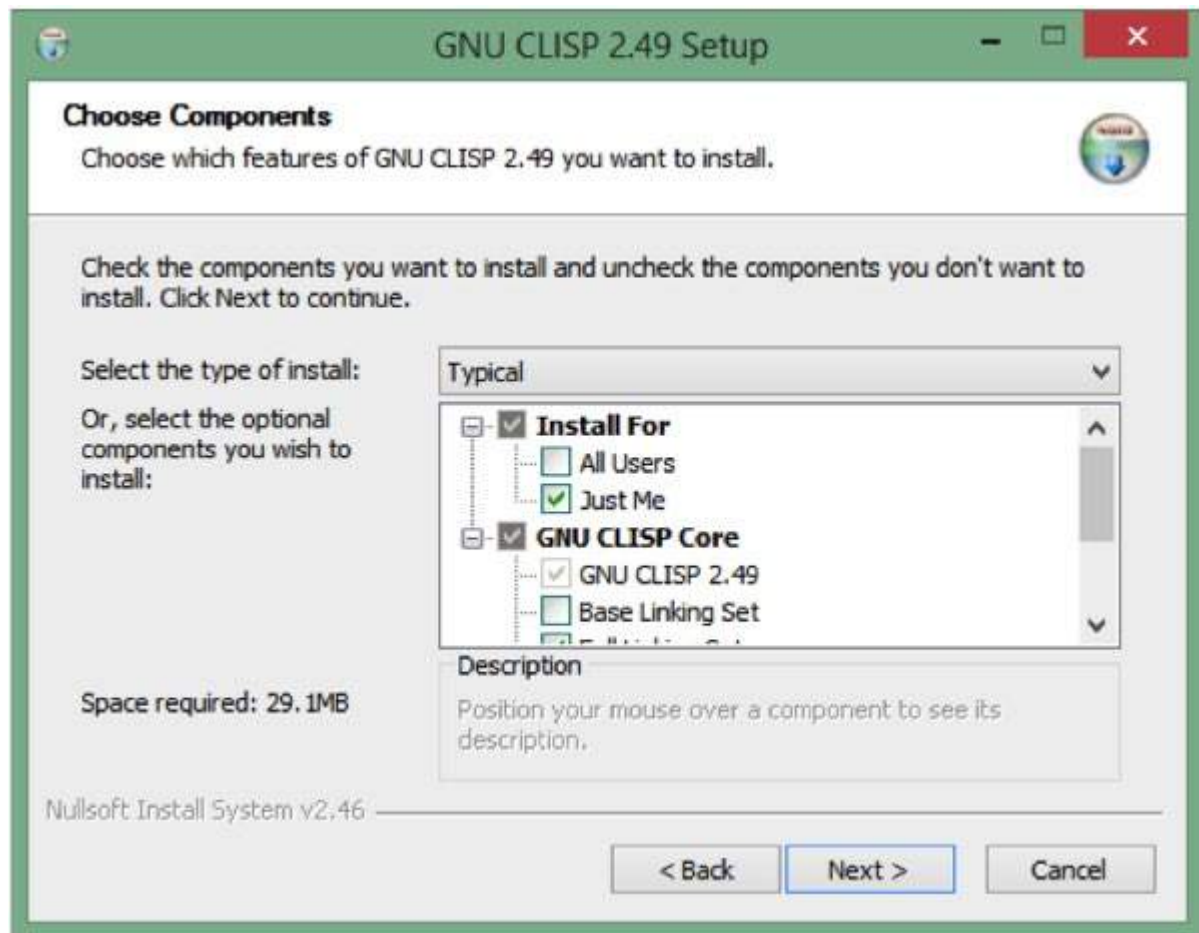 GNU CLISP 2.49 Setup
Choose Components
Choose which features of GNU CLISP 2.49 you want to install.
Check the components you want to install and uncheck the components you don't want to
install. Click Next to continue.
Select the type of install:
Typical
Or, select the optional
components you wish to
install:
Install For
All Users
Just Me
GNU CLISP Core
GNU CLISP 2.49
Base Linking Set
Space required: 29.1MB
Description
Position your mouse over a component to see its
description.
Nullsoft Install System v2.46
< Back
Next >
Cancel